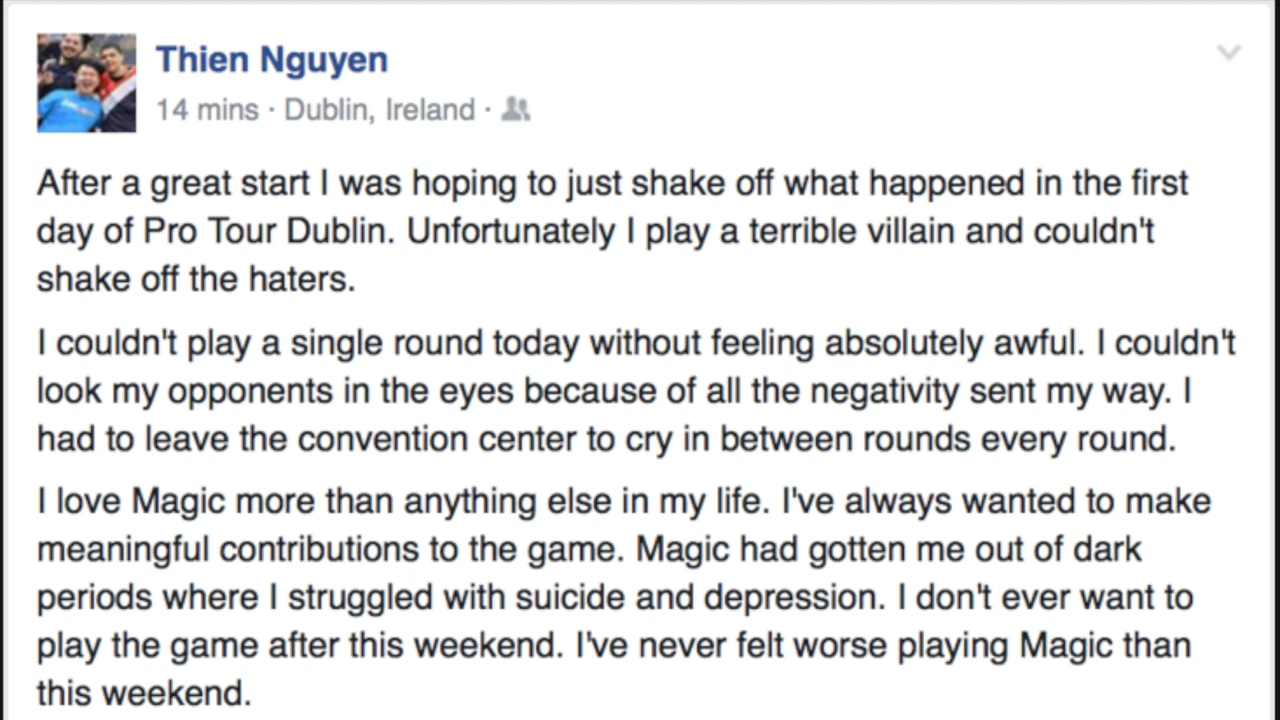 Thien Nguyen
14 mins · Dublin, Ireland ·
After a great start I was hoping to just shake off what happened in the first
day of Pro Tour Dublin. Unfortunately I play a terrible villain and couldn't
shake off the haters.
I couldn't play a single round today without feeling absolutely awful. I couldn't
look my opponents in the eyes because of all the negativity sent my way. I
had to leave the convention center to cry in between rounds every round.
I love Magic more than anything else in my life. I've always wanted to make
meaningful contributions to the game. Magic had gotten me out of dark
periods where I struggled with suicide and depression. I don't ever want to
play the game after this weekend. I've never felt worse playing Magic than
this weekend.